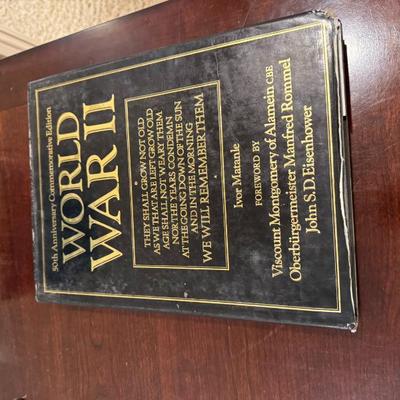 50th Anniversary Commemorative Edition
WORLD
WAR II
THEY SHALL GROW NOT OLD
AS WE THAT ARE LEFT GROW OLD
AGE SHALL NOT WEARY THEM
NOR THE YEARS CONDEMN
AT THE GOING DOWN OF THE SUN
AND IN THE MORNING
WE WILL REMEMBER THEM
Ivor Matanle
FOREWORD BY
Viscount Montgomery of Alamein CBE
Oberbürgermeister Manfred Rommel
John S.D. Eisenhower